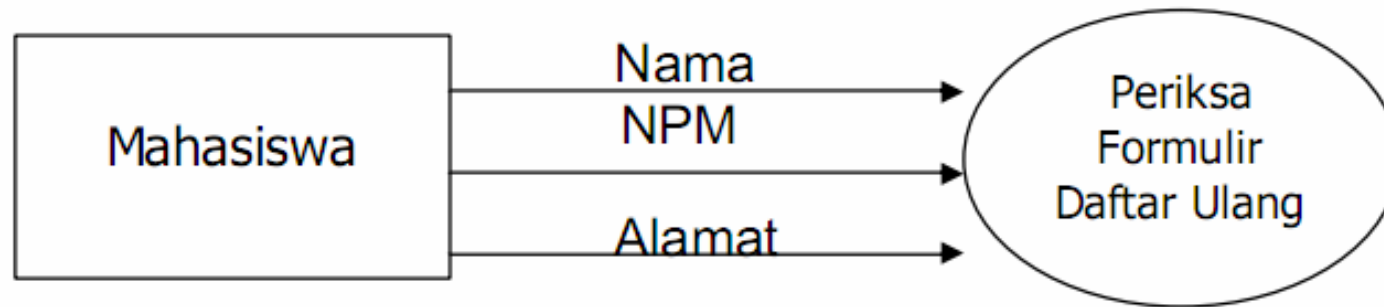 Mahasiswa
Nama
NPM
Alamat
Periksa
Formulir
Daftar Ulang